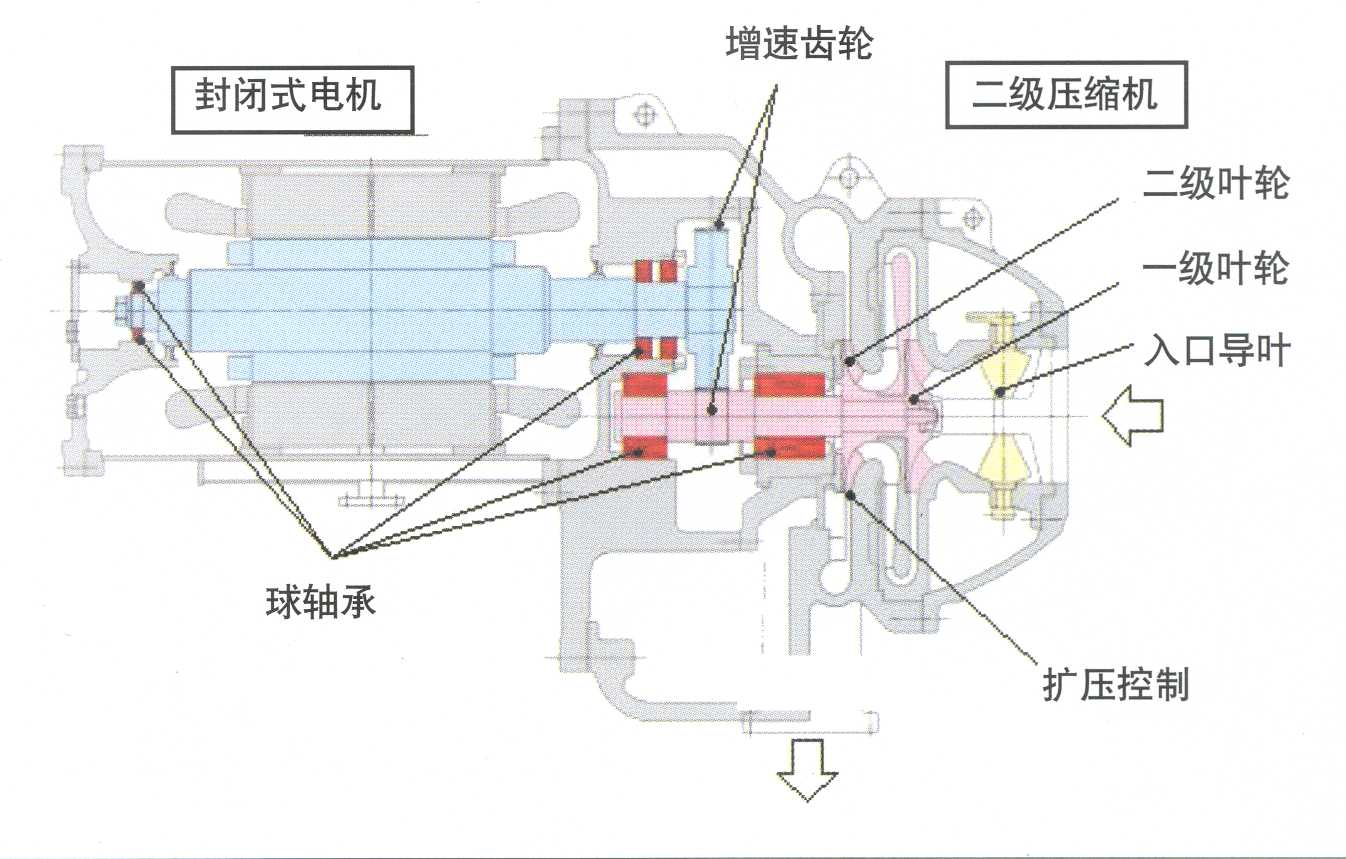 增速齿轮
封闭式电机
二级压缩机
二级叶轮
一级叶轮
入口导叶
球轴承
扩压控制